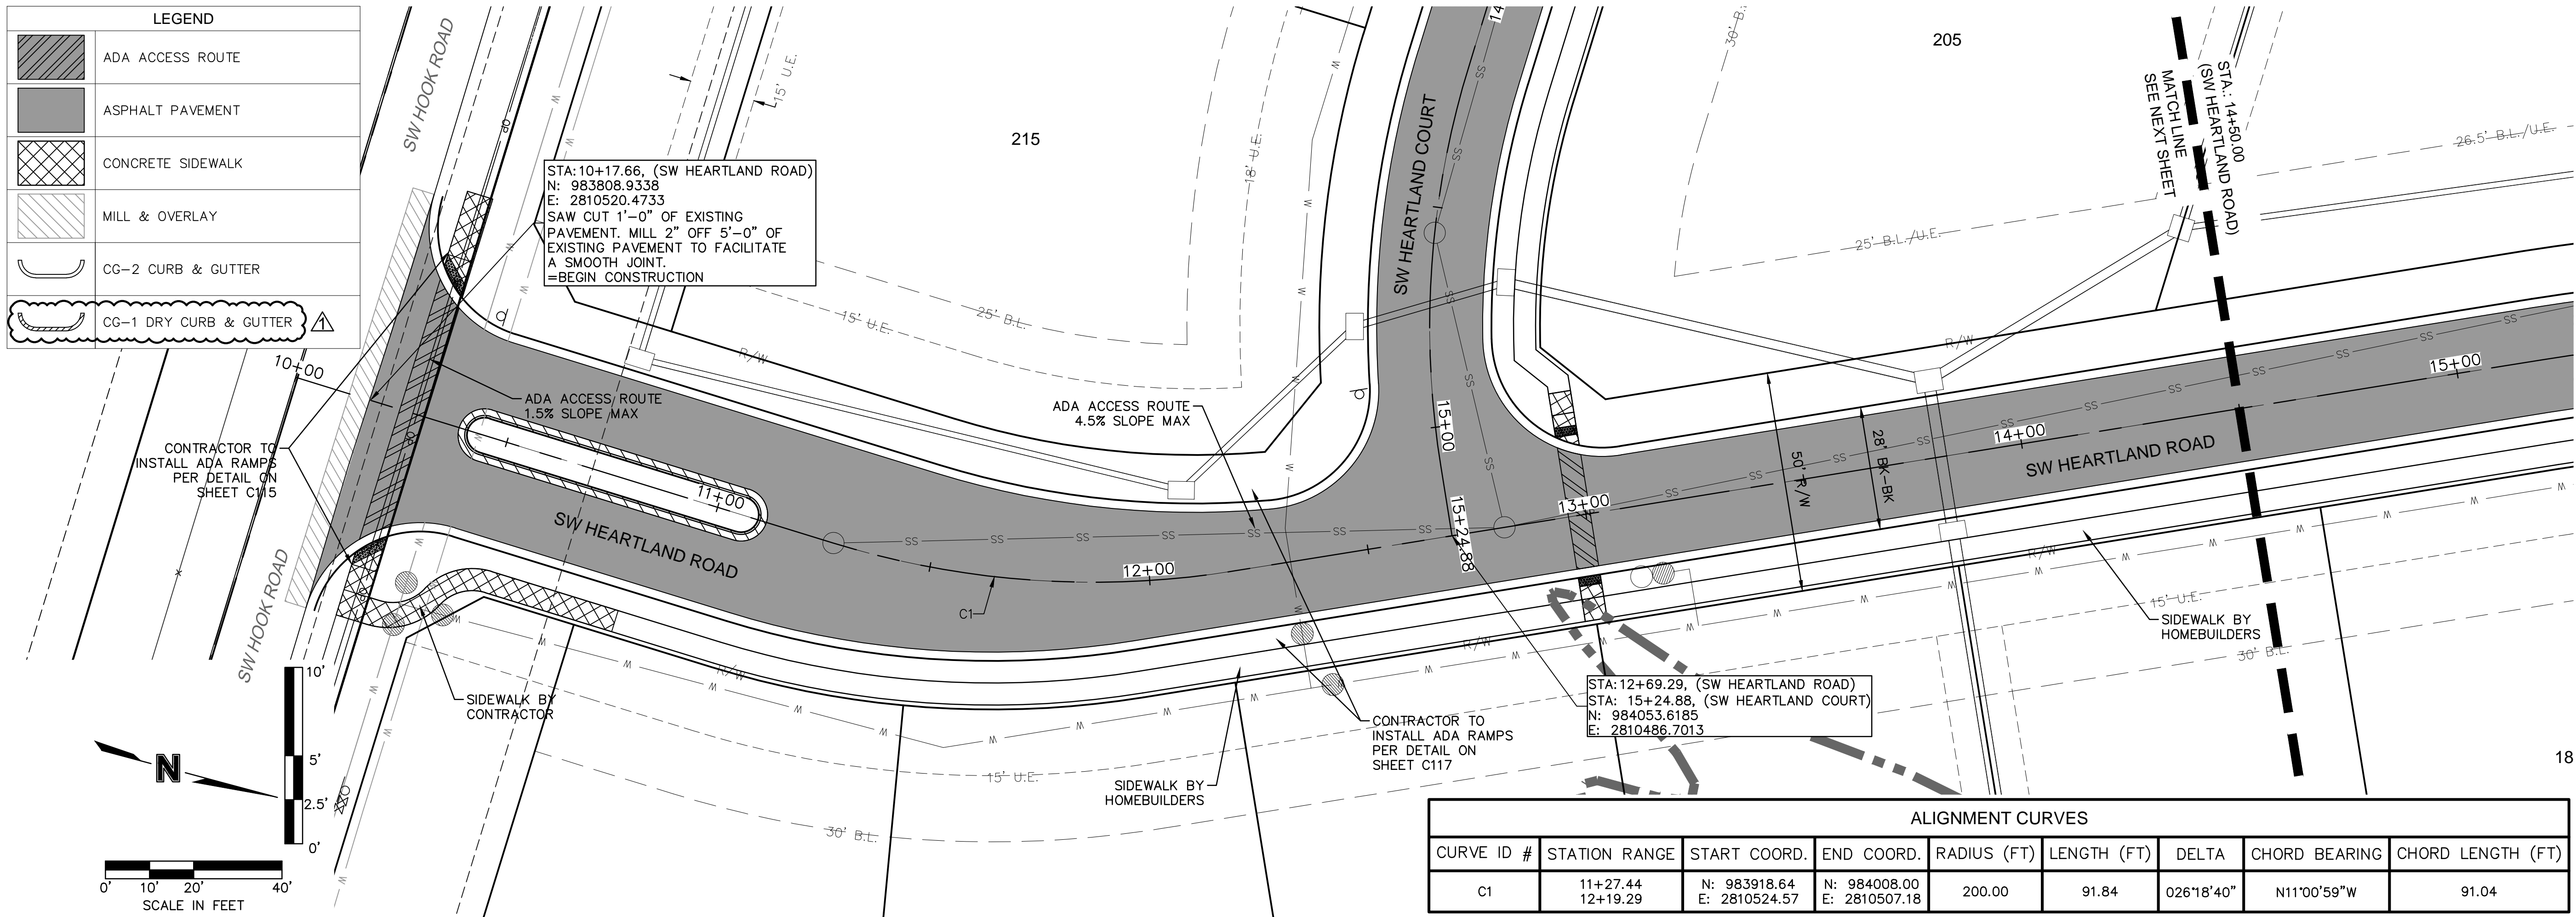 LEGEND
ADA ACCESS ROUTE
ASPHALT PAVEMENT
CONCRETE SIDEWALK
MILL & OVERLAY
CG-2 CURB & GUTTER
CG-1 DRY CURB & GUTTER
1
SW HOOK ROAD
15' U.E.
215
STA:10+17.66, (SW HEARTLAND ROAD)
N: 983808.9338
E: 2810520.4733
SAW CUT 1'-0" OF EXISTING
PAVEMENT. MILL 2" OFF 5'-0" OF
EXISTING PAVEMENT TO FACILITATE
A SMOOTH JOINT.
=BEGIN CONSTRUCTION
15' U.E.
25' B.L.
18' U.E.
R/W
SW HEARTLAND COURT
14
30' B.
205
25' B.L./U.E.
26.5' B.L./U.E.
STA.: 14+50.00
(SW HEARTLAND ROAD)
MATCH LINE
SEE NEXT SHEET
R/W
10+00
ADA ACCESS ROUTE
1.5% SLOPE MAX
ADA ACCESS ROUTE
4.5% SLOPE MAX
CONTRACTOR TO
INSTALL ADA RAMPS
PER DETAIL ON
SHEET C115
11+00
SW HEARTLAND ROAD
12+00
C1
15+00
15+24.88
13+00
50' R/W
28' BK-BK
14+00
SW HEARTLAND ROAD
15+00
SW HOOK ROAD
SIDEWALK BY
CONTRACTOR
R/W
R/W
R/W
SIDEWALK BY
HOMEBUILDERS
15' U.E.
30' B.L.
STA:12+69.29, (SW HEARTLAND ROAD)
STA: 15+24.88, (SW HEARTLAND COURT)
N: 984053.6185
E: 2810486.7013
CONTRACTOR TO
INSTALL ADA RAMPS
PER DETAIL ON
SHEET C117
SIDEWALK BY
HOMEBUILDERS
15' U.E.
30' B.L.
18
N
10'
5'
2.5'
0'
0' 10' 20' 40'
SCALE IN FEET
ALIGNMENT CURVES
CURVE ID # STATION RANGE START COORD. END COORD. RADIUS (FT) LENGTH (FT) DELTA CHORD BEARING CHORD LENGTH (FT)
C1 11+27.44 12+19.29 N: 983918.64 E: 2810524.57 N: 984008.00 E: 2810507.18 200.00 91.84 026°18'40" N11°00'59"W 91.04